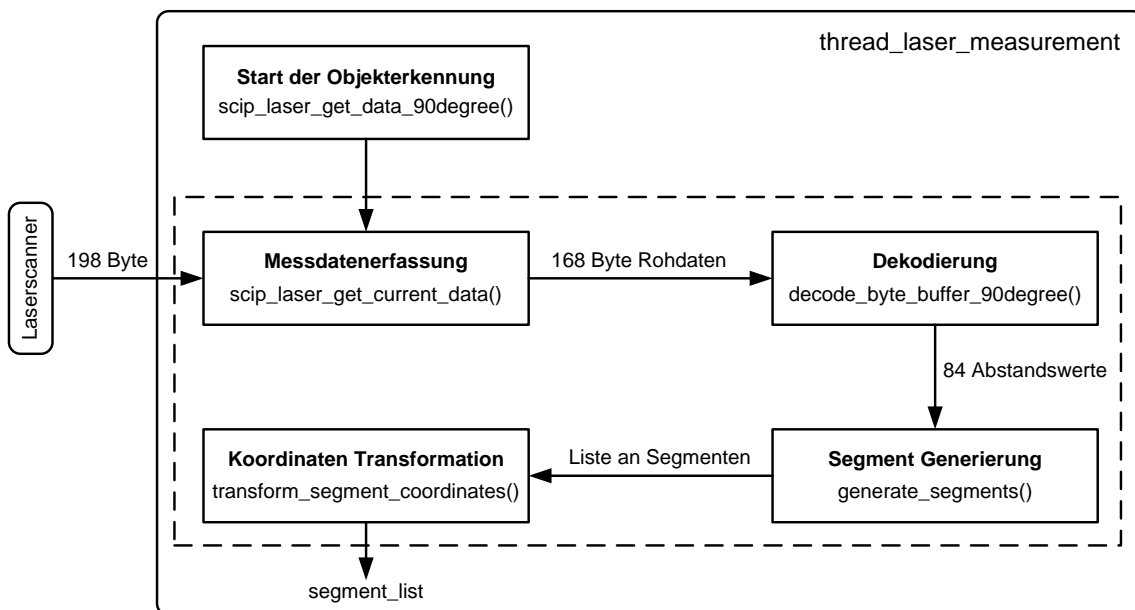 thread_laser_measurement
Start der Objekterkennung
scip_laser_get_data_90degree()
Laserscanner
198 Byte
Messdatenerfassung
scip_laser_get_current_data()
168 Byte Rohdaten
Dekodierung
decode_byte_buffer_90degree()
84 Abstandswerte
Koordinaten Transformation
transform_segment_coordinates()
Liste an Segmenten
Segment Generierung
generate_segments()
segment_list